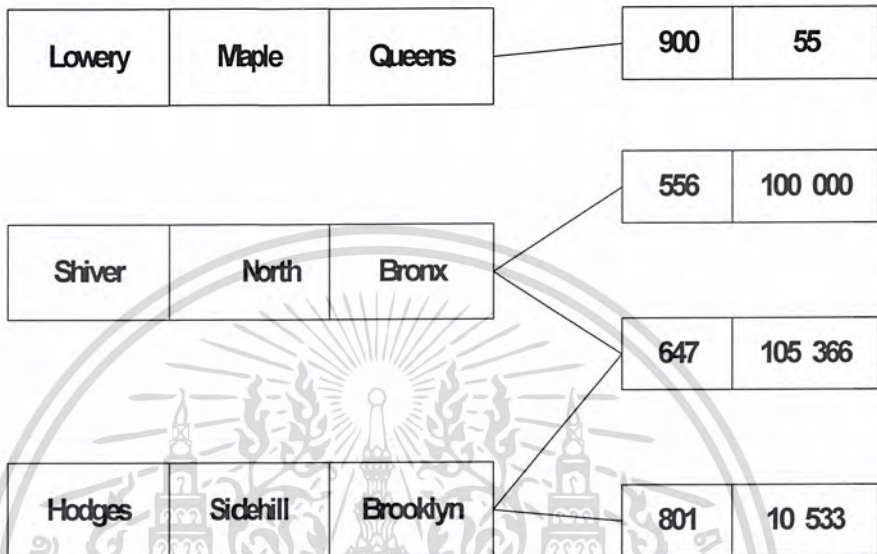 Lowery Maple Queens 900 55
556 100 000
Shiver North Bronx
647 105 366
Hodges Sidehill Brooklyn 801 10 533